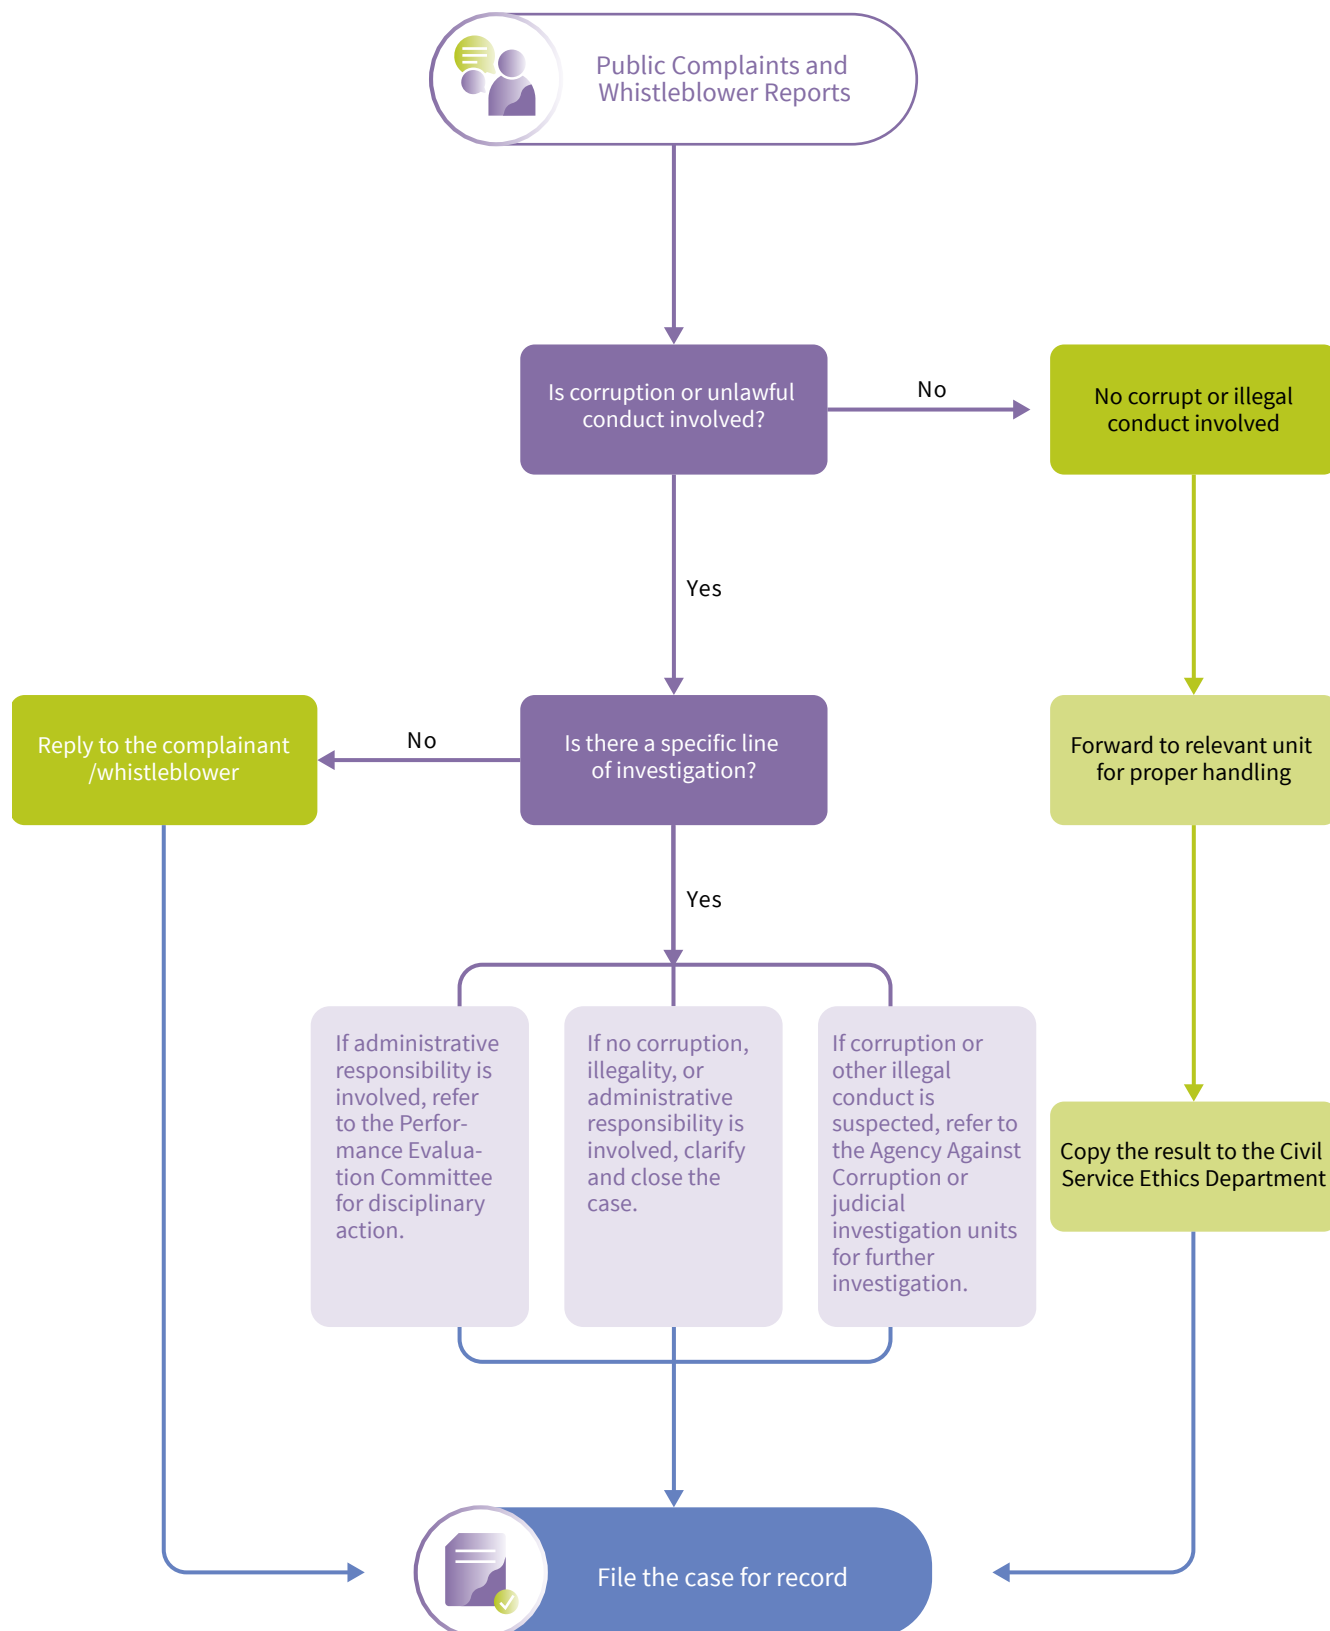 Public Complaints and
Whistleblower Reports
Is corruption or unlawful
conduct involved?
No
No corrupt or illegal
conduct involved
Yes
Reply to the complainant
/whistleblower
No
Is there a specific line
of investigation?
Forward to relevant unit
for proper handling
Yes
If administrative
responsibility is
involved, refer
to the Perfor-
mance Evalua-
tion Committee
for disciplinary
action.
If no corruption,
illegality, or
administrative
responsibility is
involved, clarify
and close the
case.
If corruption or
other illegal
conduct is
suspected, refer to
the Agency Against
Corruption or
judicial
investigation units
for further
investigation.
Copy the result to the Civil
Service Ethics Department
File the case for record